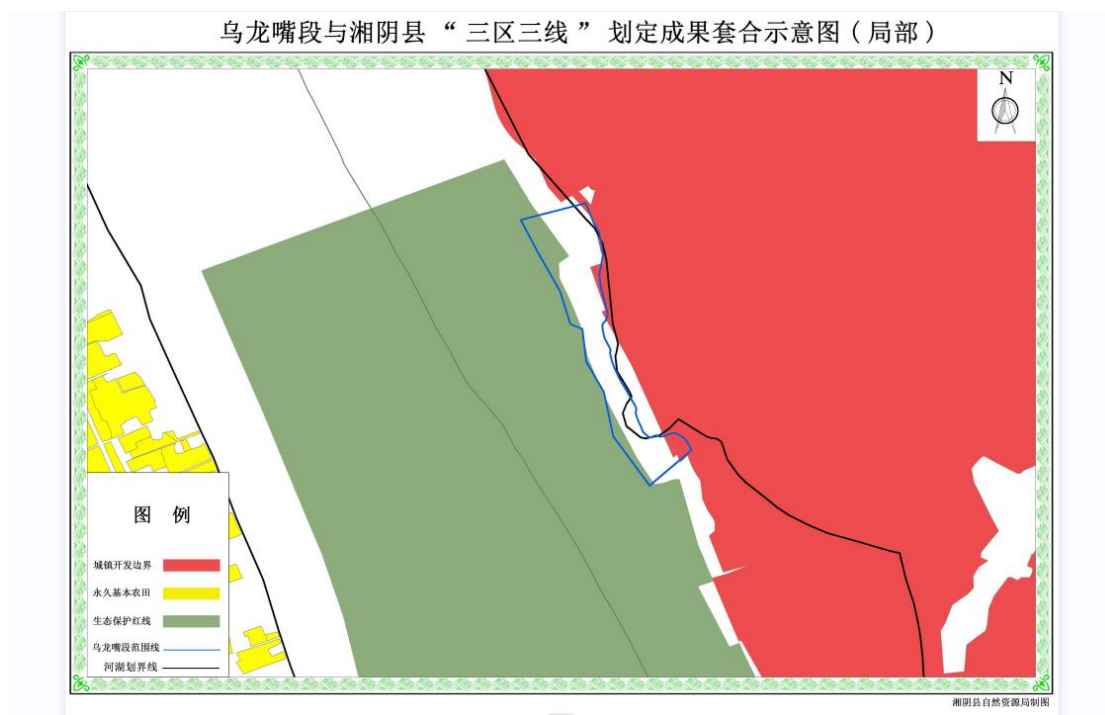 乌龙嘴段与湘阴县“三区三线”划定成果套合示意图（局部）
N
图 例
城镇开发边界
永久基本农田
生态保护红线
乌龙嘴段范围线
河湖划界线
湘阴县自然资源局制图